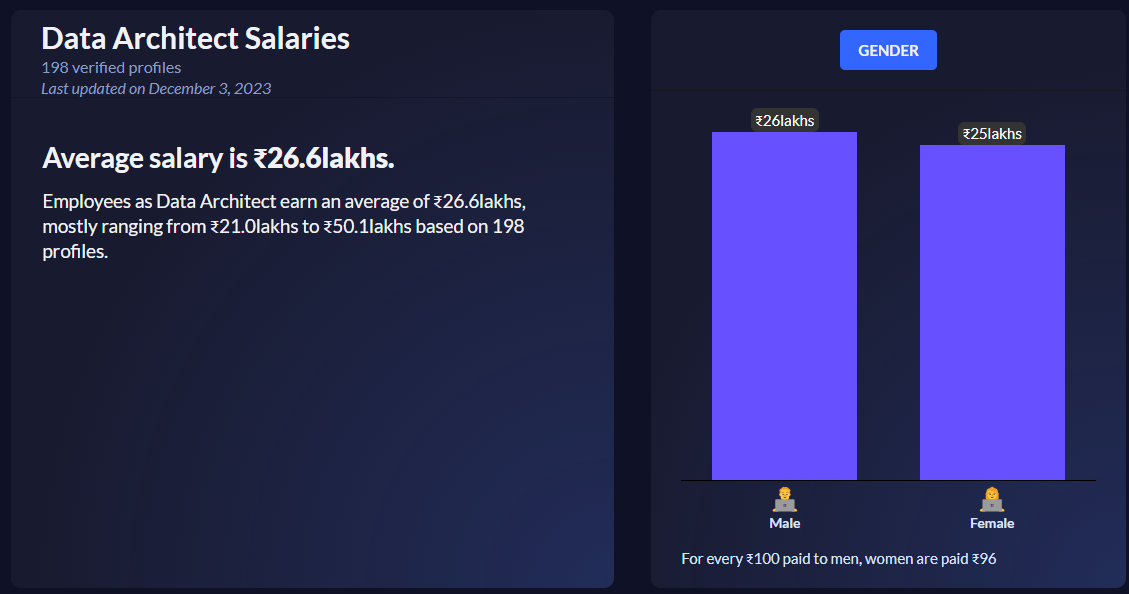 Data Architect Salaries
198 verified profiles
Last updated on December 3, 2023
Average salary is ₹26.6lakhs.
Employees as Data Architect earn an average of ₹26.6lakhs,
mostly ranging from ₹21.0lakhs to ₹50.1lakhs based on 198
profiles.
GENDER
₹26lakhs
₹25lakhs
Male
Female
For every ₹100 paid to men, women are paid ₹96